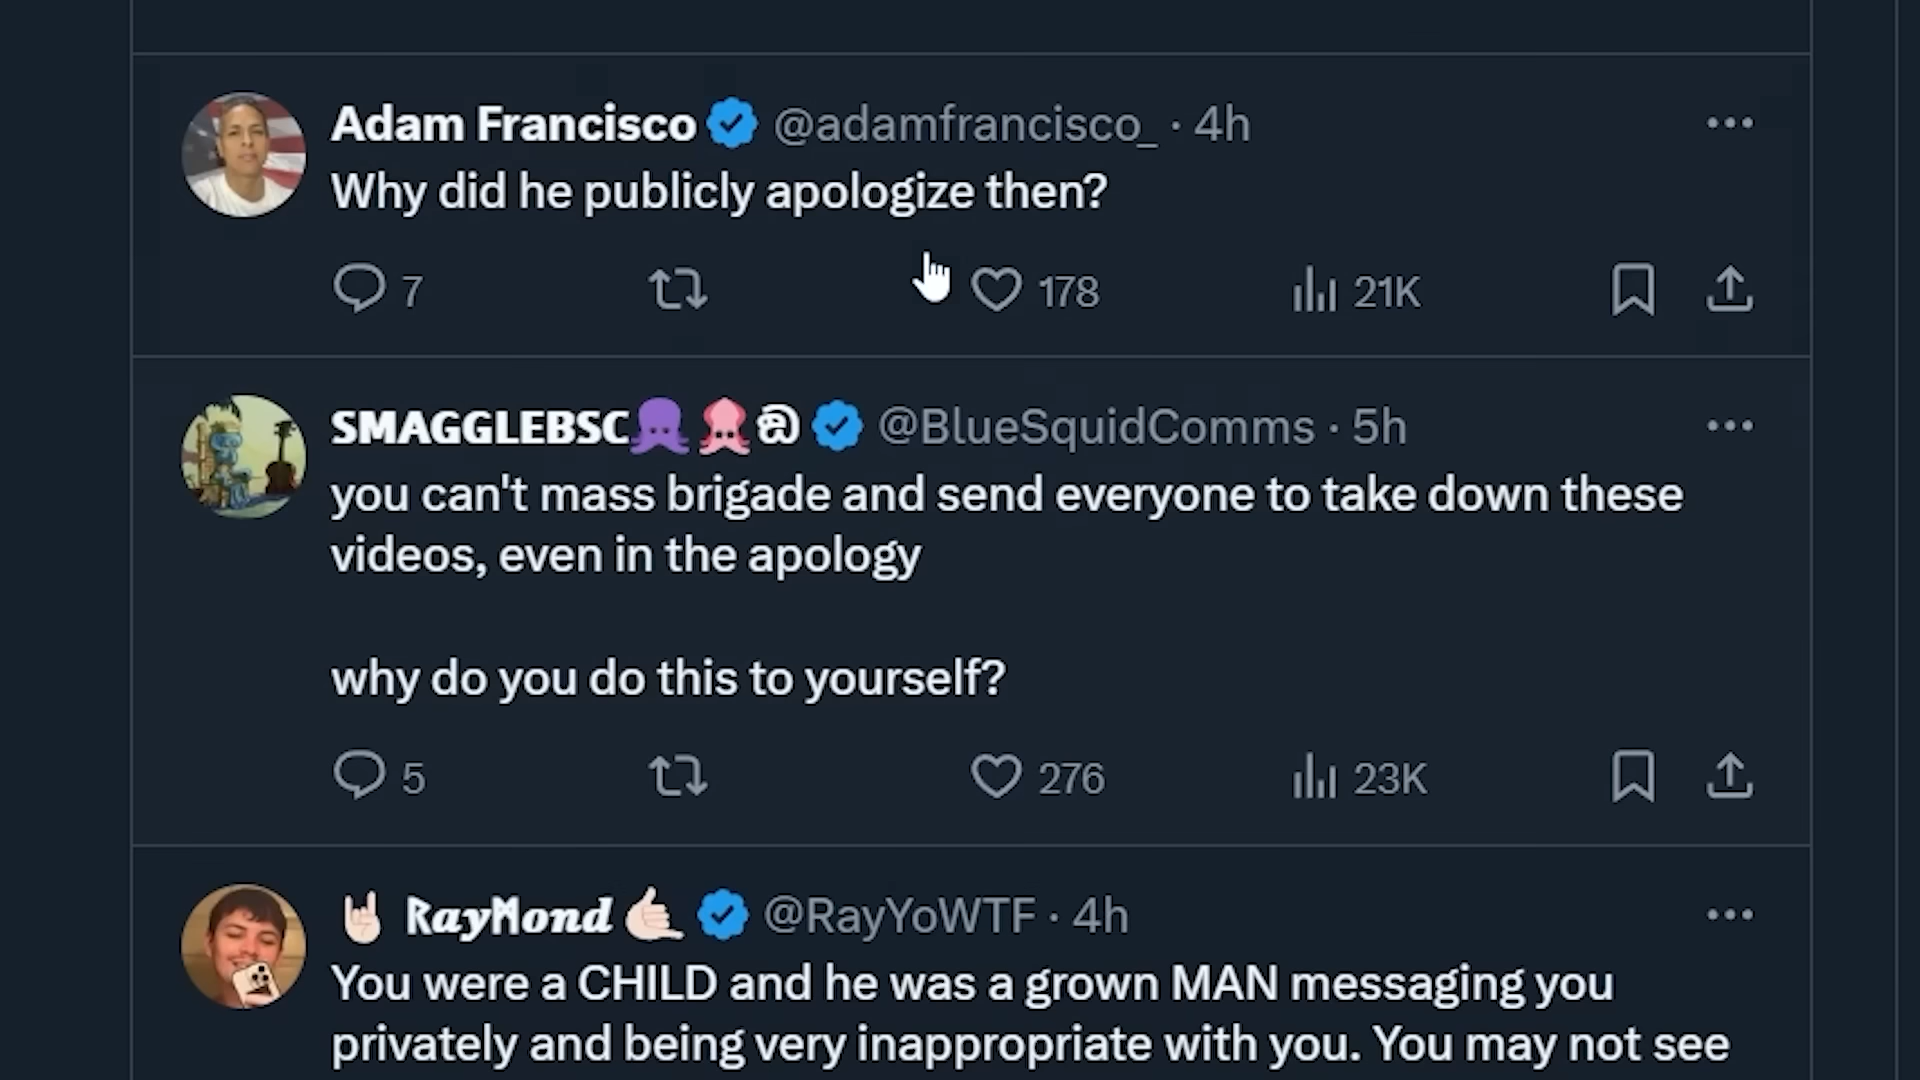 Adam Francisco @adamfrancisco_ · 4h
Why did he publicly apologize then?
7 178 21K
SMAGGLEBSC🐙🦑ඞ @BlueSquidComms · 5h
you can't mass brigade and send everyone to take down these
videos, even in the apology
why do you do this to yourself?
5 276 23K
🤘🏻 ꢪ𝒂𝒚ꟽ𝒐𝒏𝒅 🤙🏻 @RayYoWTF · 4h
You were a CHILD and he was a grown MAN messaging you
privately and being very inappropriate with you. You may not see